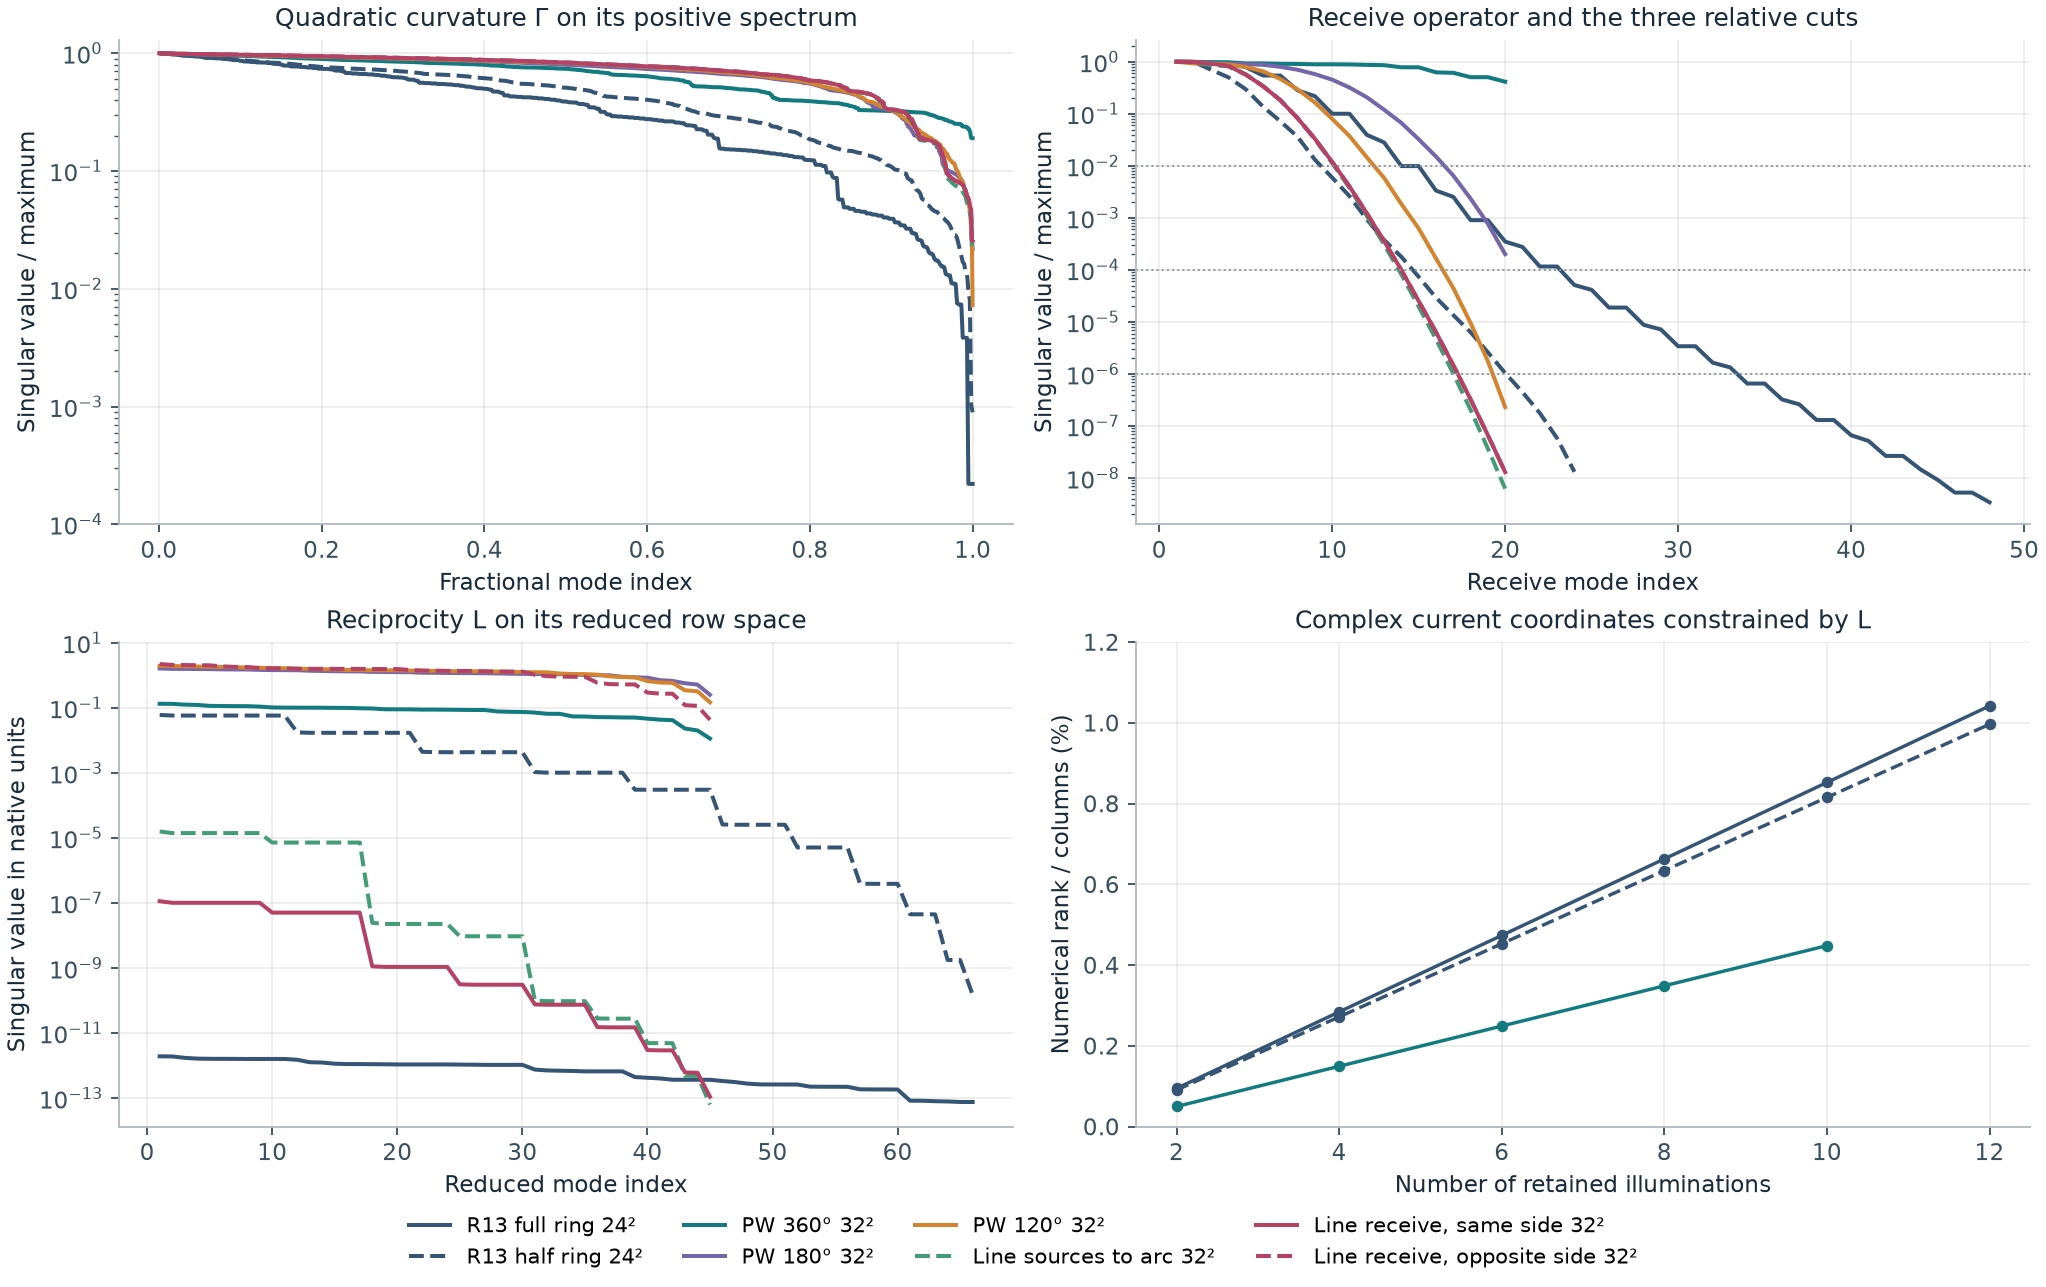 Quadratic curvature Γ on its positive spectrum
Singular value / maximum
10⁰
10⁻¹
10⁻²
10⁻³
10⁻⁴
0.0 0.2 0.4 0.6 0.8 1.0
Fractional mode index
Receive operator and the three relative cuts
Singular value / maximum
10⁰
10⁻¹
10⁻²
10⁻³
10⁻⁴
10⁻⁵
10⁻⁶
10⁻⁷
10⁻⁸
0 10 20 30 40 50
Receive mode index
Reciprocity L on its reduced row space
Singular value in native units
10¹
10⁻¹
10⁻³
10⁻⁵
10⁻⁷
10⁻⁹
10⁻¹¹
10⁻¹³
0 10 20 30 40 50 60
Reduced mode index
Complex current coordinates constrained by L
Numerical rank / columns (%)
1.2
1.0
0.8
0.6
0.4
0.2
0.0
2 4 6 8 10 12
Number of retained illuminations
R13 full ring 24² PW 360° 32² PW 120° 32² Line receive, same side 32²
R13 half ring 24² PW 180° 32² Line sources to arc 32² Line receive, opposite side 32²